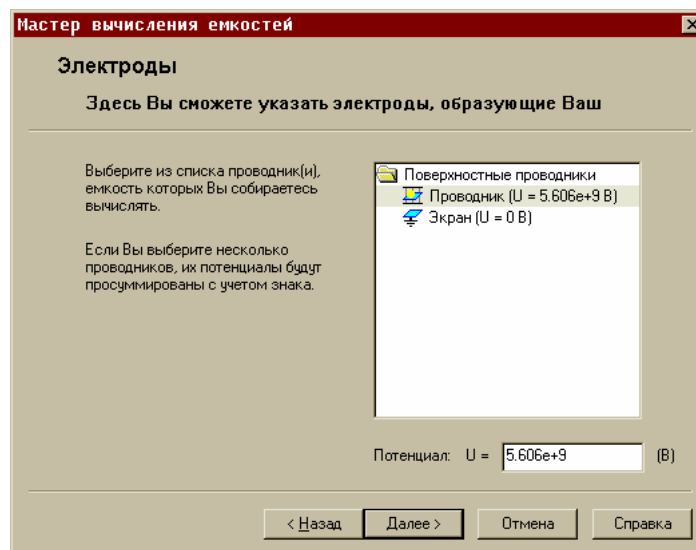 Мастер вычисления емкостей
Электроды
Здесь Вы сможете указать электроды, образующие Ваш
Выберите из списка проводник(и),
емкость которых Вы собираетесь
вычислять.
Если Вы выберите несколько
проводников, их потенциалы будут
просуммированы с учетом знака.
Поверхностные проводники
Проводник (U = 5.606e+9 В)
Экран (U = 0 В)
Потенциал: U = 5.606e+9 (В)
< Назад Далее > Отмена Справка